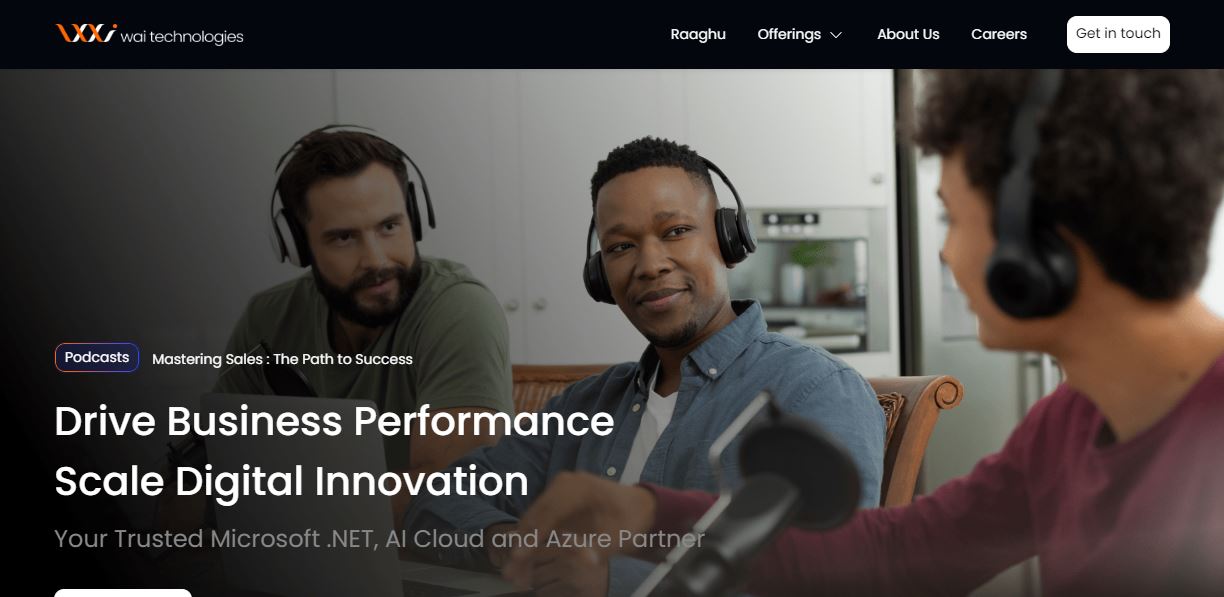 wai technologies
Raaghu Offerings About Us Careers Get in touch
Podcasts Mastering Sales : The Path to Success
Drive Business Performance
Scale Digital Innovation
Your Trusted Microsoft .NET, AI Cloud and Azure Partner